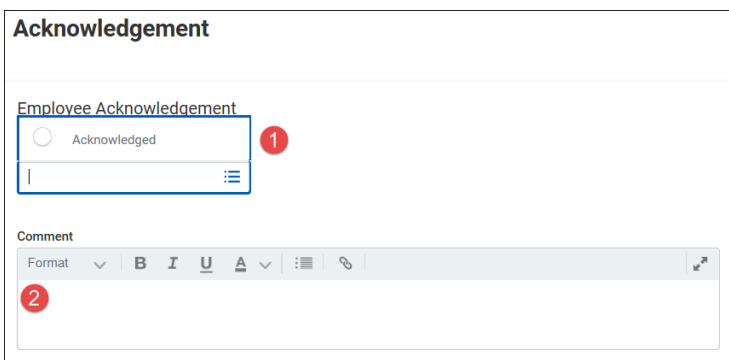 Acknowledgement
Employee Acknowledgement
Acknowledged
1
Comment
Format B I U A
2